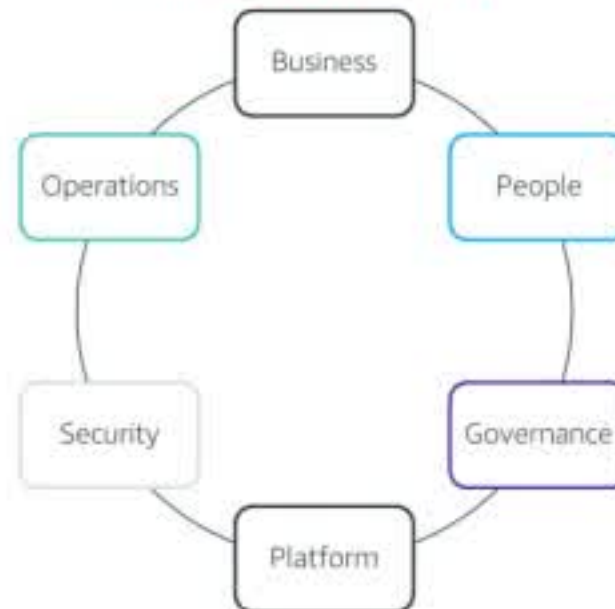 Business
Operations
People
Security
Governance
Platform